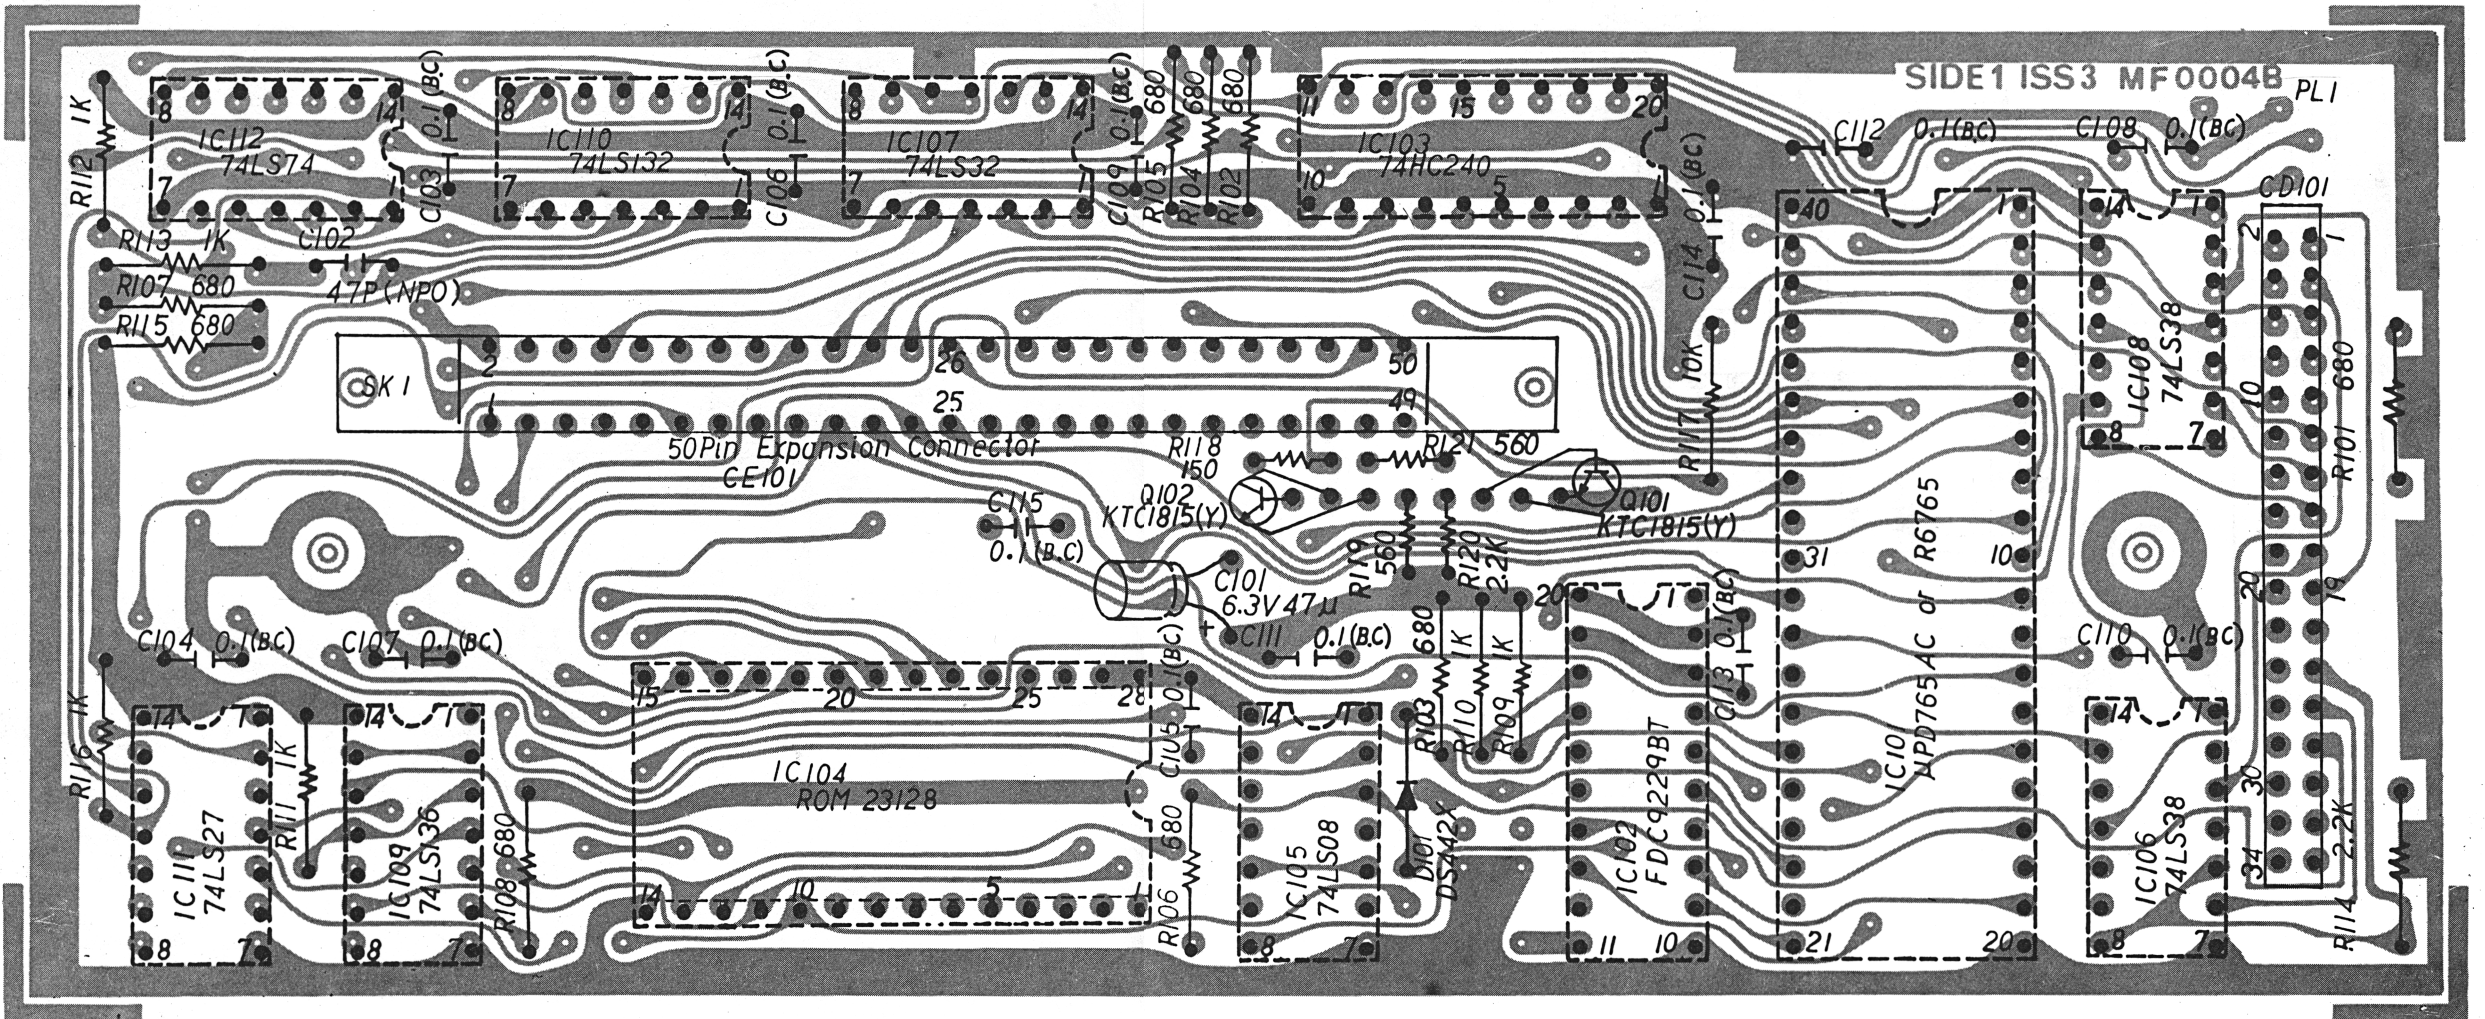 SIDE1 ISS3 MF0004B
PL1
R112 1K
8
14
IC112
74LS74
7
1
C103 0.1(B.C)
8
14
IC110
74LS132
7
1
C106 0.1(B.C)
8
14
IC107
74LS32
7
1
C109 0.1(B.C)
R105 680
R104 680
R102 680
11
15
20
IC103
74HC240
10
5
1
C114 0.1(BC)
C112 0.1(BC)
C108 0.1(BC)
CD101
R113 1K
C102
47P(NPO)
R107 680
R115 680
SK1
2
26
50
1
25
49
50Pin Expansion Connector
CE101
R118
150
R121 560
Q102
KTC1815(Y)
Q101
KTC1815(Y)
R117 10K
C115
0.1(B.C)
C101
6.3V 47μ
+
R119
560
R120
2.2K
40
1
31
10
21
20
IC101
μPD765AC or R6765
14
1
8
7
IC108
74LS38
2
1
10
20
19
30
34
R101 680
C104 0.1(B.C)
C107 0.1(BC)
C111 0.1(B.C)
R103 680
R110 1K
R109 1K
C113 0.1(BC)
C110 0.1(BC)
R116 1K
14
1
8
7
IC111
74LS27
R111 1K
14
1
8
7
IC109
74LS136
R108 680
15
20
25
28
IC104
ROM 23128
14
10
5
1
C105 0.1(BC)
R106 680
14
1
8
7
IC105
74LS08
D101
DS442X
20
1
11
10
IC102
FDC9229BT
14
1
8
7
IC106
74LS38
R114 2.2K